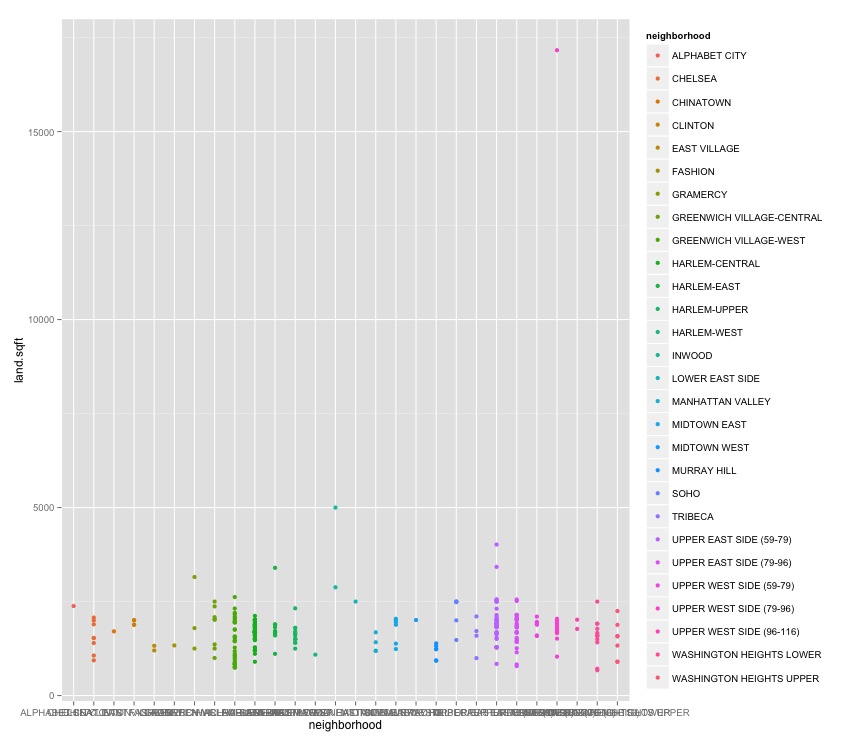 neighborhood
ALPHABET CITY
CHELSEA
CHINATOWN
CLINTON
EAST VILLAGE
FASHION
GRAMERCY
GREENWICH VILLAGE-CENTRAL
GREENWICH VILLAGE-WEST
HARLEM-CENTRAL
HARLEM-EAST
HARLEM-UPPER
HARLEM-WEST
INWOOD
LOWER EAST SIDE
MANHATTAN VALLEY
MIDTOWN EAST
MIDTOWN WEST
MURRAY HILL
SOHO
TRIBECA
UPPER EAST SIDE (59-79)
UPPER EAST SIDE (79-96)
UPPER WEST SIDE (59-79)
UPPER WEST SIDE (79-96)
UPPER WEST SIDE (96-116)
WASHINGTON HEIGHTS LOWER
WASHINGTON HEIGHTS UPPER
15000
10000
5000
0
land.sqft
neighborhood